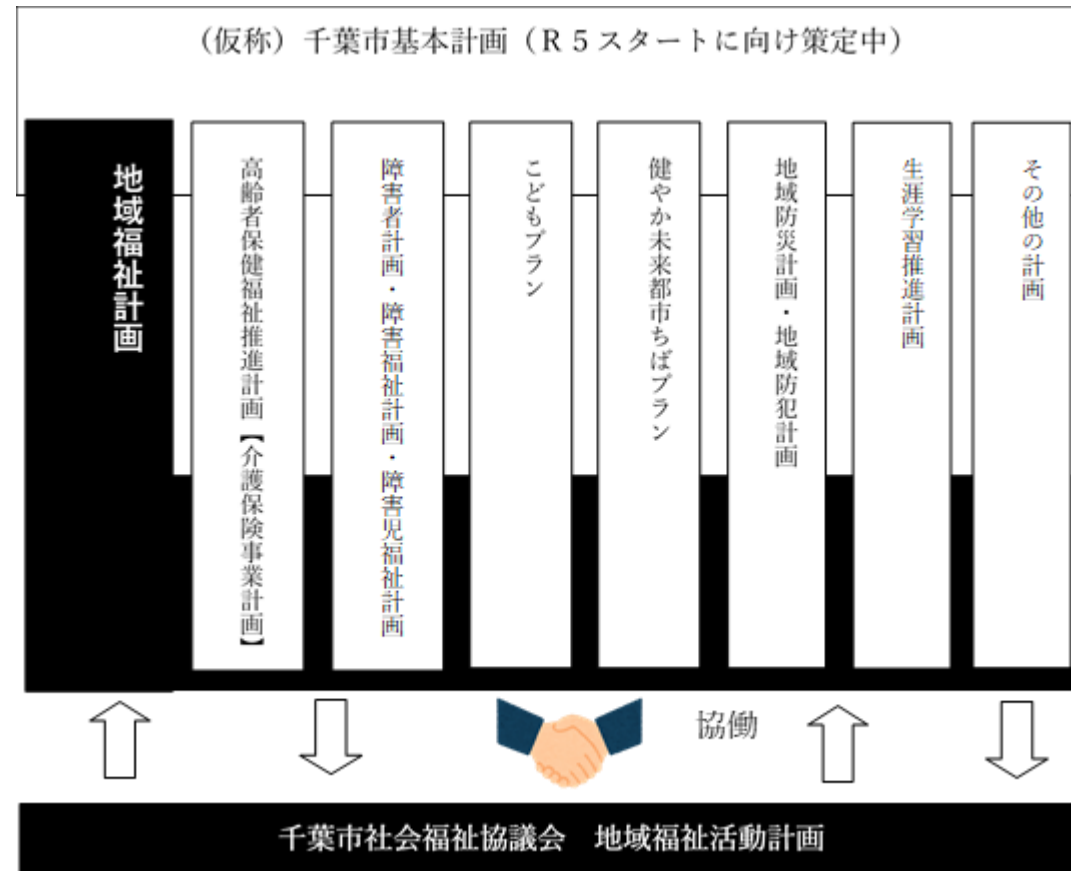 (仮称)千葉市基本計画(R5スタートに向け策定中)
地域福祉計画
高齢者保健福祉推進計画【介護保険事業計画】
障害者計画・障害福祉計画・障害児福祉計画
こどもプラン
健やか未来都市ちばプラン
地域防災計画・地域防犯計画
生涯学習推進計画
その他の計画
協働
千葉市社会福祉協議会 地域福祉活動計画